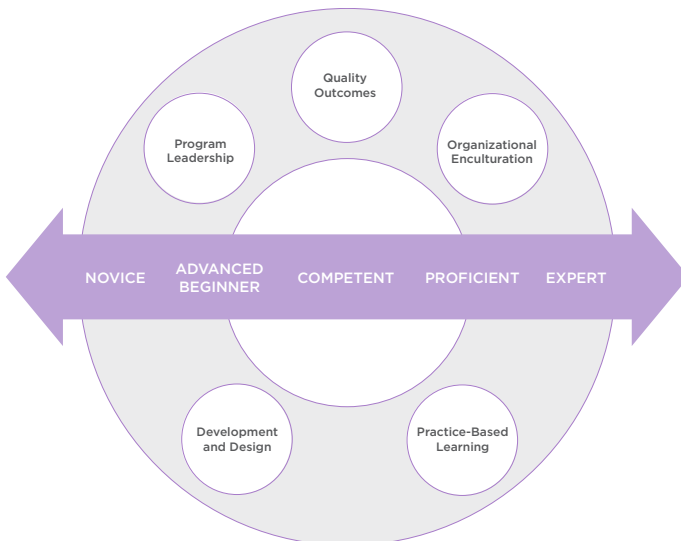 Quality
Outcomes
Program
Leadership
Organizational
Enculturation
NOVICE
ADVANCED
BEGINNER
COMPETENT
PROFICIENT
EXPERT
Development
and Design
Practice-Based
Learning